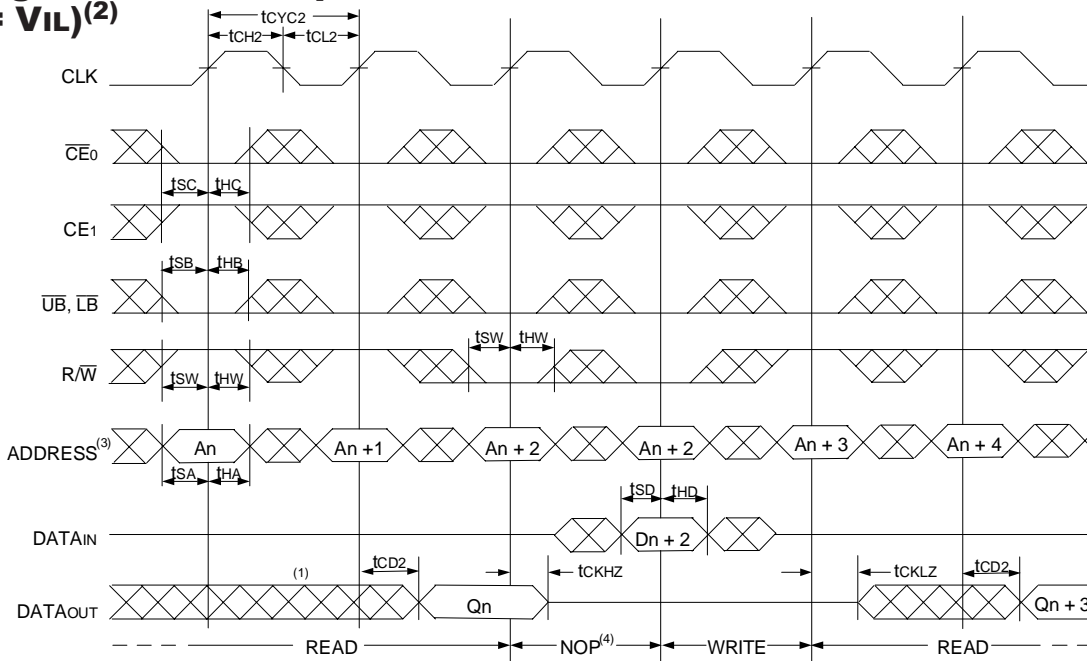 = VIL)(2)
tCYC2
tCH2 tCL2
CLK
CE0
tSC tHC
CE1
tSB tHB
UB, LB
tSW tHW
R/W
tSW tHW
ADDRESS(3) An An +1 An + 2 An + 2 An + 3 An + 4
tSA tHA
tSD tHD
DATAIN Dn + 2
tCD2 tCKHZ tCKLZ tCD2
(1)
DATAOUT Qn Qn + 3
READ NOP(4) WRITE READ